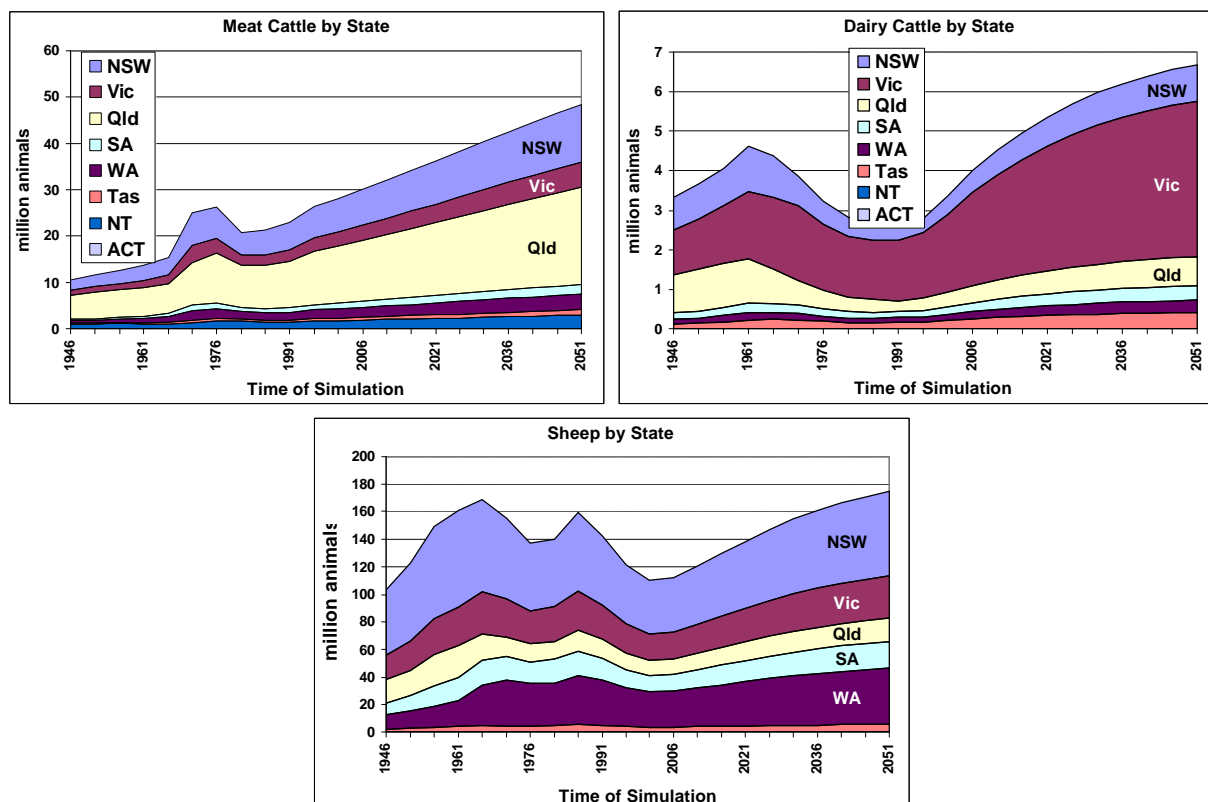 Meat Cattle by State
60
50
40
30
20
10
0
million animals
NSW
Vic
Qld
SA
WA
Tas
NT
ACT
NSW
Vic
Qld
1946
1961
1976
1991
2006
2021
2036
2051
Time of Simulation
Dairy Cattle by State
7
6
5
4
3
2
1
0
million animals
NSW
Vic
Qld
SA
WA
Tas
NT
ACT
NSW
Vic
Qld
1946
1961
1976
1991
2006
2021
2036
2051
Time of Simulation
Sheep by State
200
180
160
140
120
100
80
60
40
20
0
million animals
NSW
Vic
Qld
SA
WA
1946
1961
1976
1991
2006
2021
2036
2051
Time of Simulation